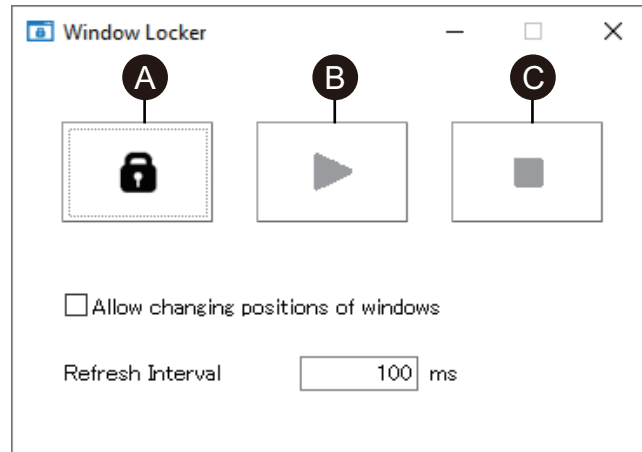 Window Locker
A B C
Allow changing positions of windows
Refresh Interval 100 ms